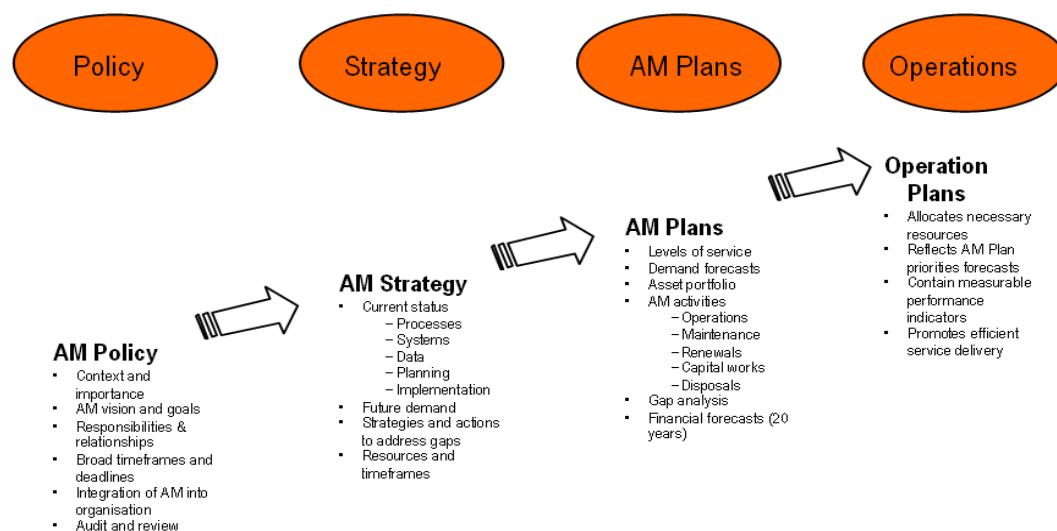 Policy
Strategy
AM Plans
Operations
AM Policy
▪ Context and
importance
▪ AM vision and goals
▪ Responsibilities &
relationships
▪ Broad timeframes and
deadlines
▪ Integration of AM into
organisation
▪ Audit and review
AM Strategy
▪ Current status
– Processes
– Systems
– Data
– Planning
– Implementation
▪ Future demand
▪ Strategies and actions
to address gaps
▪ Resources and
timeframes
AM Plans
▪ Levels of service
▪ Demand forecasts
▪ Asset portfolio
▪ AM activities
– Operations
– Maintenance
– Renewals
– Capital works
– Disposals
▪ Gap analysis
▪ Financial forecasts (20
years)
Operation
Plans
▪ Allocates necessary
resources
▪ Reflects AM Plan
priorities forecasts
▪ Contain measurable
performance
indicators
▪ Promotes efficient
service delivery